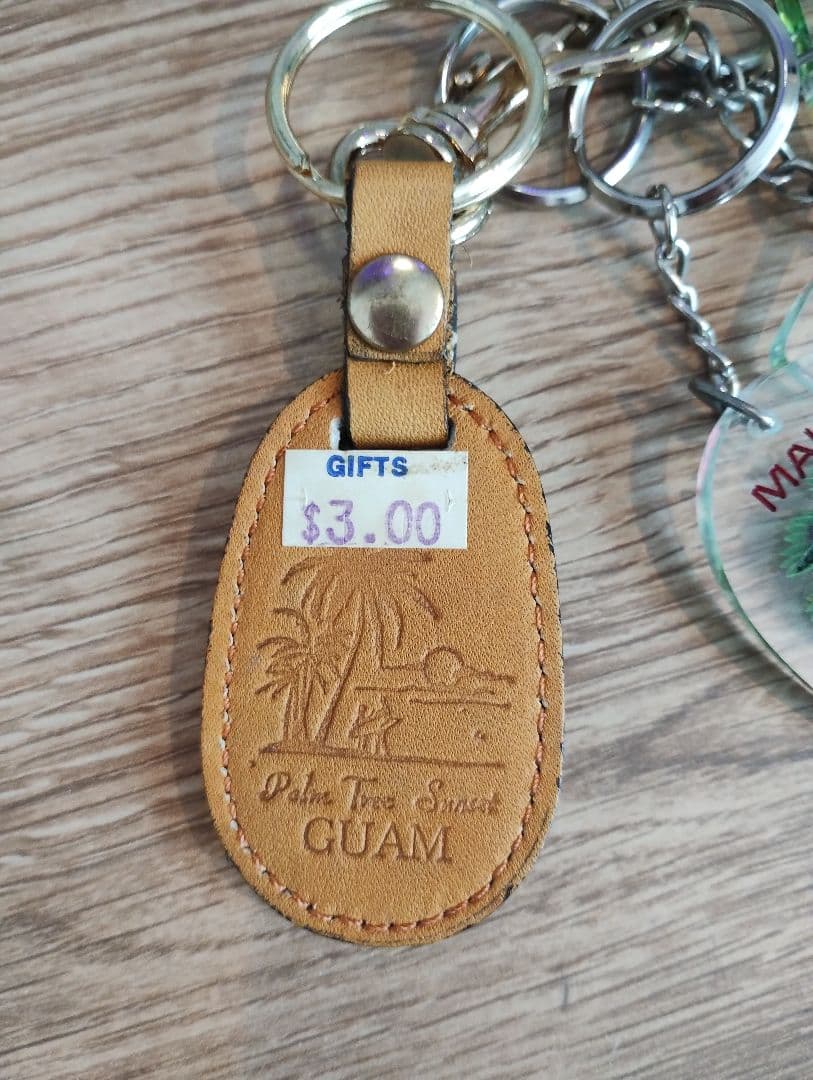 GIFTS
$3.00
Palm Tree Sunset
GUAM